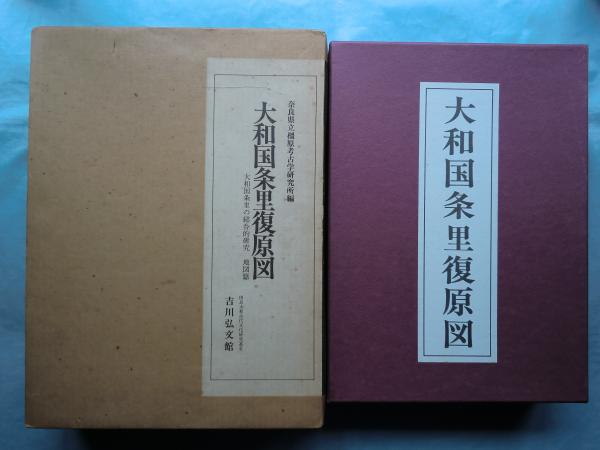 奈良県立橿原考古学研究所編
大和国条里復原図
大和国条里の総合的研究 地図篇
吉川弘文館
大和国条里復原図